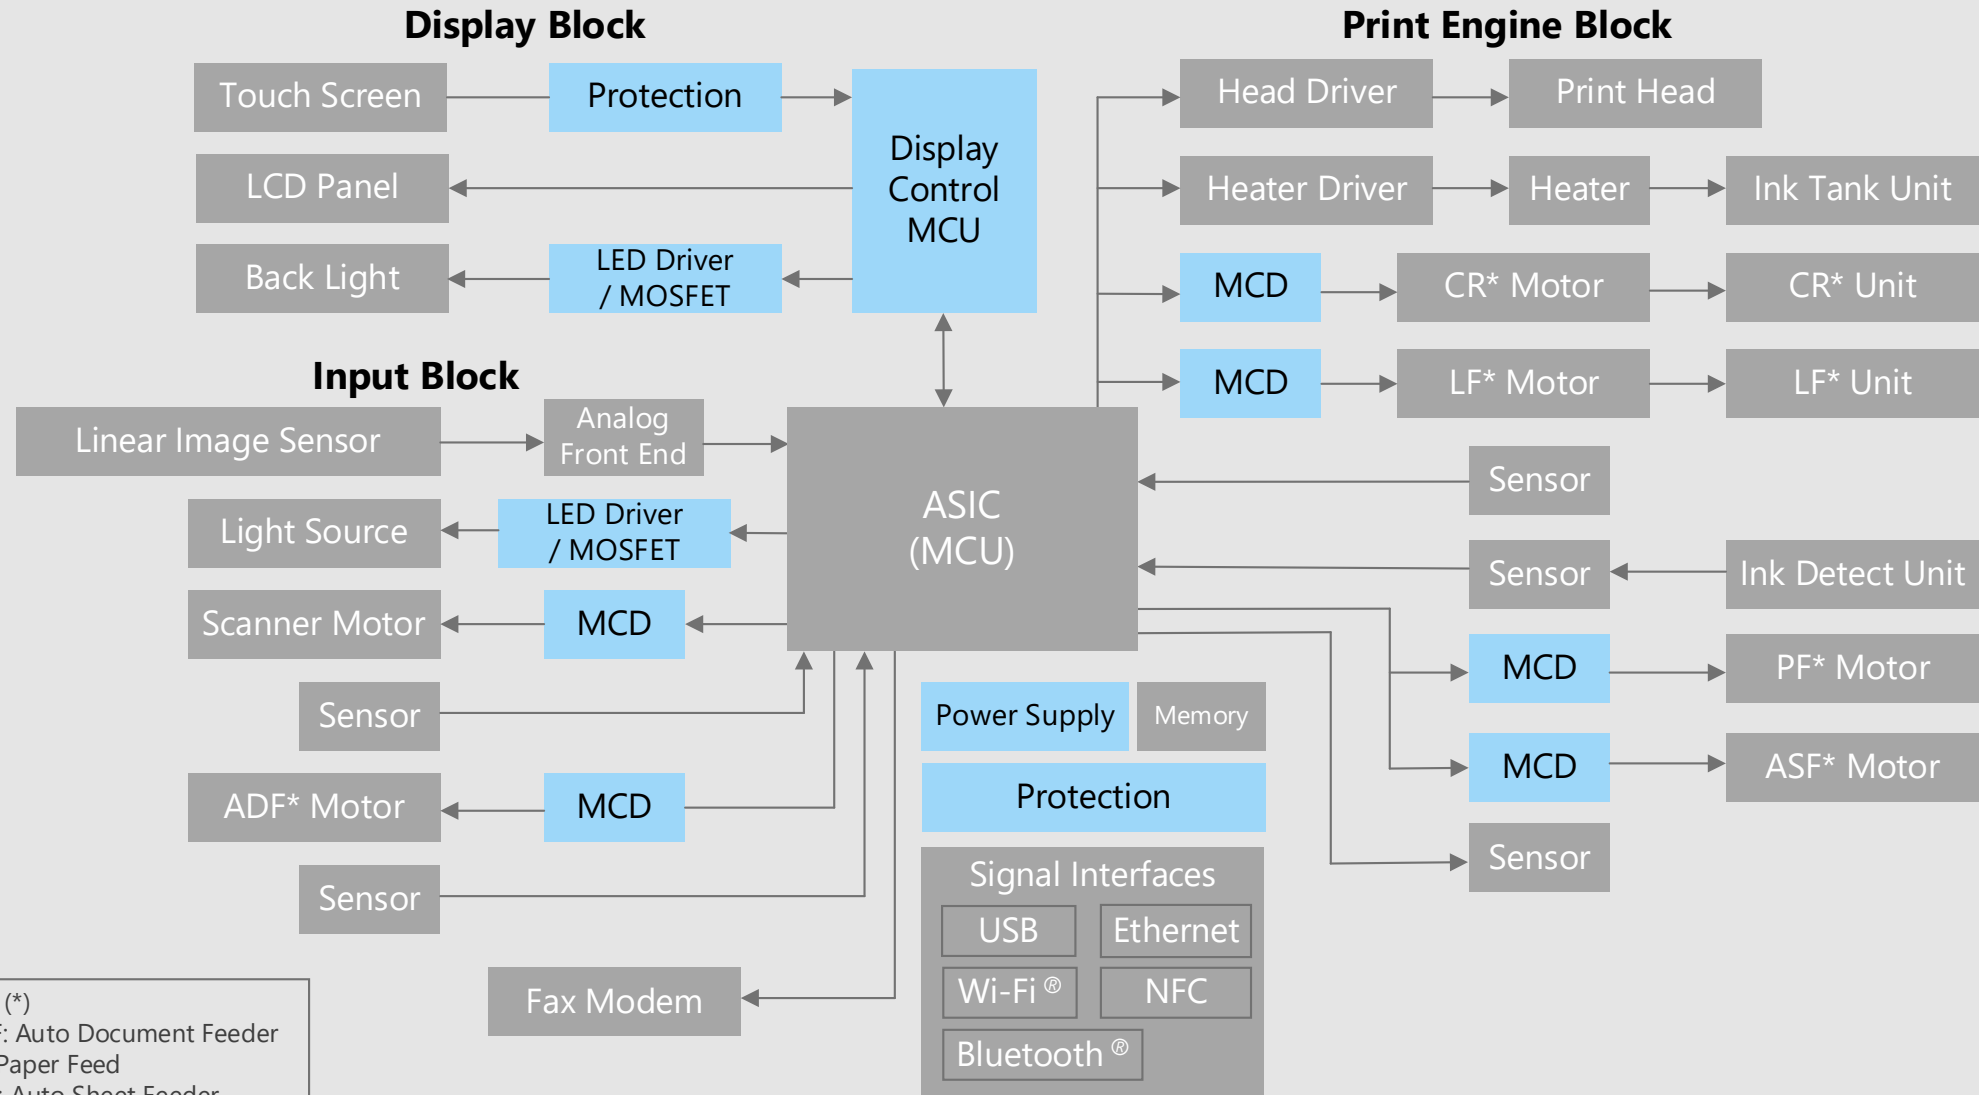 Display Block
Touch Screen
Protection
Display
Control
MCU
LCD Panel
Back Light
LED Driver
/ MOSFET
Print Engine Block
Head Driver
Print Head
Heater Driver
Heater
Ink Tank Unit
MCD
CR* Motor
CR* Unit
MCD
LF* Motor
LF* Unit
Input Block
Linear Image Sensor
Analog
Front End
ASIC
(MCU)
Light Source
LED Driver
/ MOSFET
Scanner Motor
MCD
Sensor
ADF* Motor
MCD
Sensor
Fax Modem
Sensor
Sensor
Ink Detect Unit
MCD
PF* Motor
MCD
ASF* Motor
Sensor
Power Supply
Memory
Protection
Signal Interfaces
USB
Ethernet
Wi-Fi ®
NFC
Bluetooth ®
(*)
: Auto Document Feeder
Paper Feed
: Auto Sheet Feeder